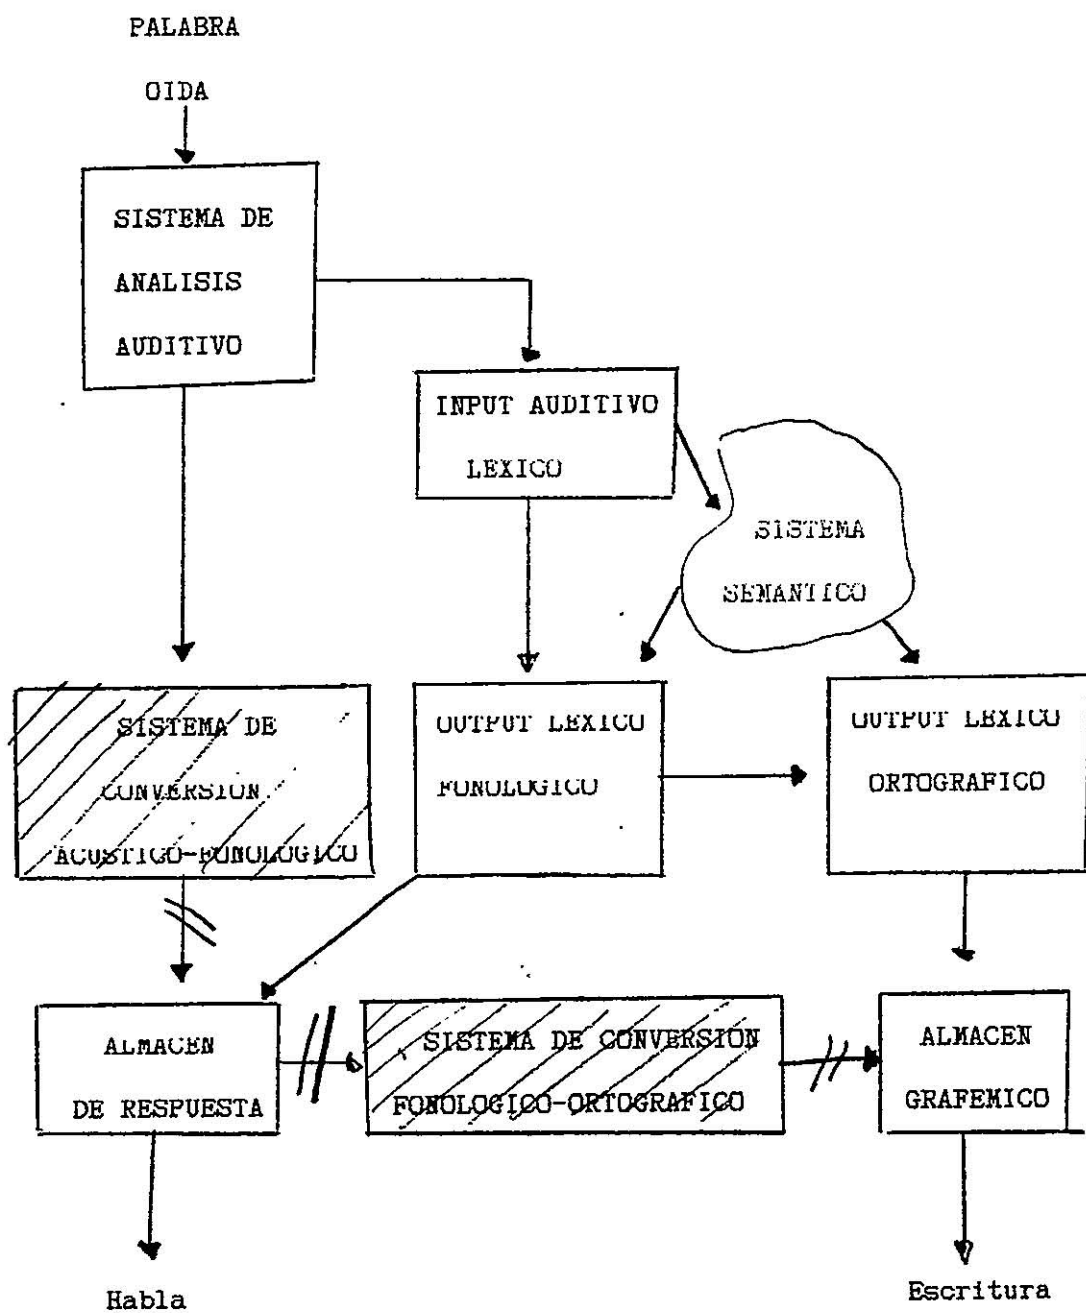 PALABRA
OIDA
SISTEMA DE
ANALISIS
AUDITIVO
INPUT AUDITIVO
LEXICO
SISTEMA
SEMANTICO
SISTEMA DE
CONVERSION
ACUSTICO-FONOLOGICO
OUTPUT LEXICO
FONOLOGICO
OUTPUT LEXICO
ORTOGRAFICO
ALMACEN
DE RESPUESTA
SISTEMA DE CONVERSION
FONOLOGICO-ORTOGRAFICO
ALMACEN
GRAFEMICO
Habla
Escritura